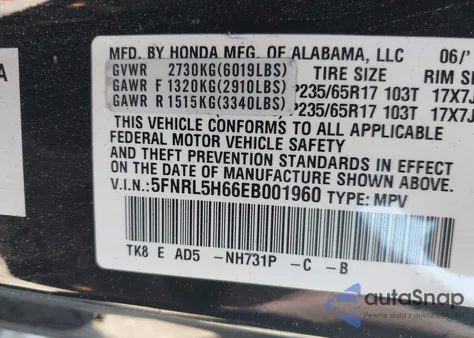 A
MFD. BY HONDA MFG. OF ALABAMA, LLC 06/'
GVWR 2730KG(6019LBS) TIRE SIZE RIM SI
GAWR F 1320KG(2910LBS) P235/65R17 103T 17X7J
GAWR R 1515KG(3340LBS) P235/65R17 103T 17X7J
THIS VEHICLE CONFORMS TO ALL APPLICABLE
FEDERAL MOTOR VEHICLE SAFETY
AND THEFT PREVENTION STANDARDS IN EFFECT
ON THE DATE OF MANUFACTURE SHOWN ABOVE.
V.I.N.:5FNRL5H66EB001960 TYPE: MPV
TK8 E AD5 -NH731P -C -B
autoSnap